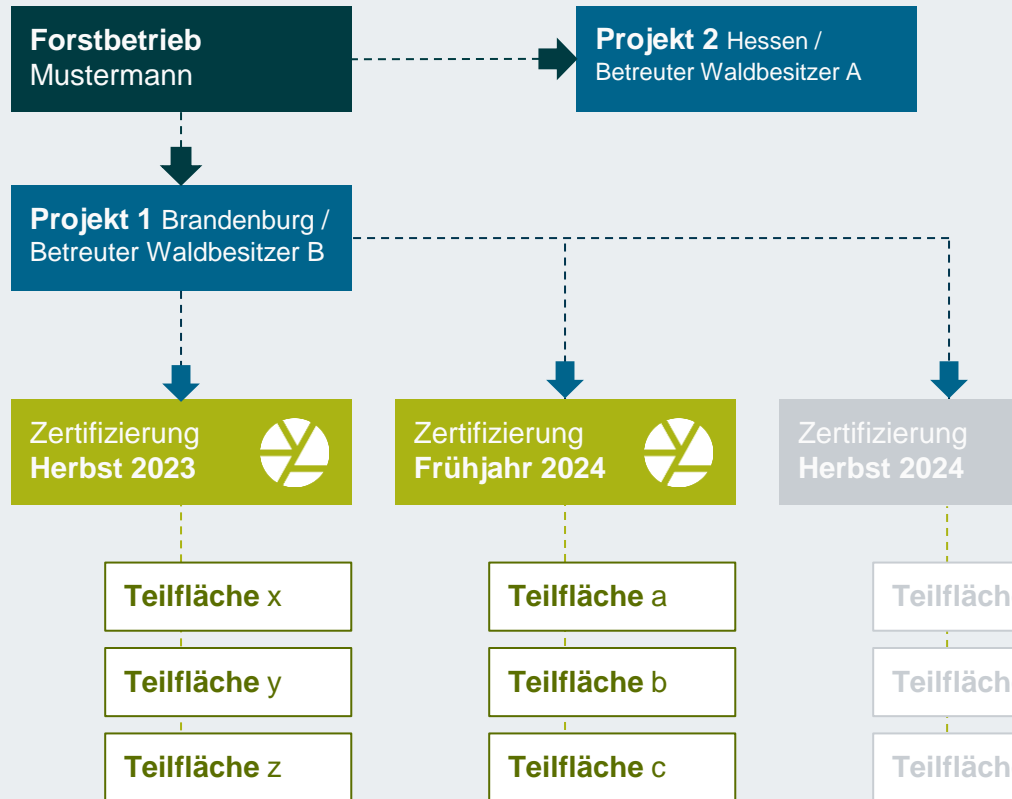 Forstbetrieb
Mustermann
Projekt 2 Hessen /
Betreuter Waldbesitzer A
Projekt 1 Brandenburg /
Betreuter Waldbesitzer B
Zertifizierung
Herbst 2023
Zertifizierung
Frühjahr 2024
Zertifizierung
Herbst 2024
Teilfläche x
Teilfläche a
Teilfläch
Teilfläche y
Teilfläche b
Teilfläch
Teilfläche z
Teilfläche c
Teilfläch